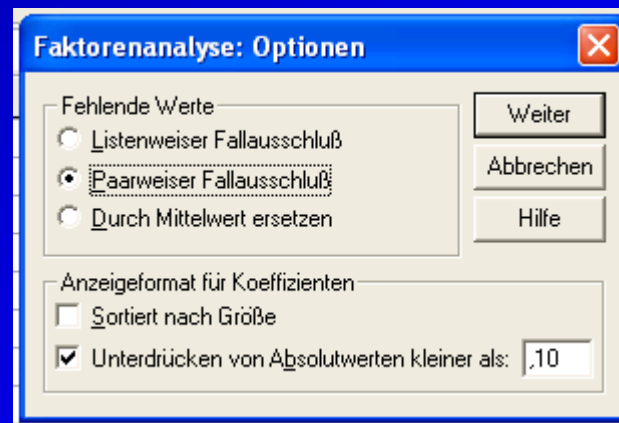 Faktorenanalyse: Optionen
Fehlende Werte
Listenweiser Fallausschluß
Paarweiser Fallausschluß
Durch Mittelwert ersetzen
Weiter
Abbrechen
Hilfe
Anzeigeformat für Koeffizienten
Sortiert nach Größe
Unterdrücken von Absolutwerten kleiner als: ,10